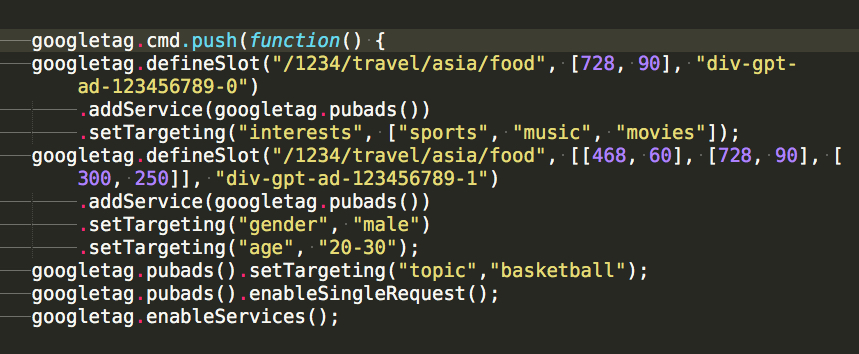 googletag.cmd.push(function() {
googletag.defineSlot("/1234/travel/asia/food", [728, 90], "div-gpt-
ad-123456789-0")
.addService(googletag.pubads())
.setTargeting("interests", ["sports", "music", "movies"]);
googletag.defineSlot("/1234/travel/asia/food", [[468, 60], [728, 90], [
300, 250]], "div-gpt-ad-123456789-1")
.addService(googletag.pubads())
.setTargeting("gender", "male")
.setTargeting("age", "20-30");
googletag.pubads().setTargeting("topic","basketball");
googletag.pubads().enableSingleRequest();
googletag.enableServices();